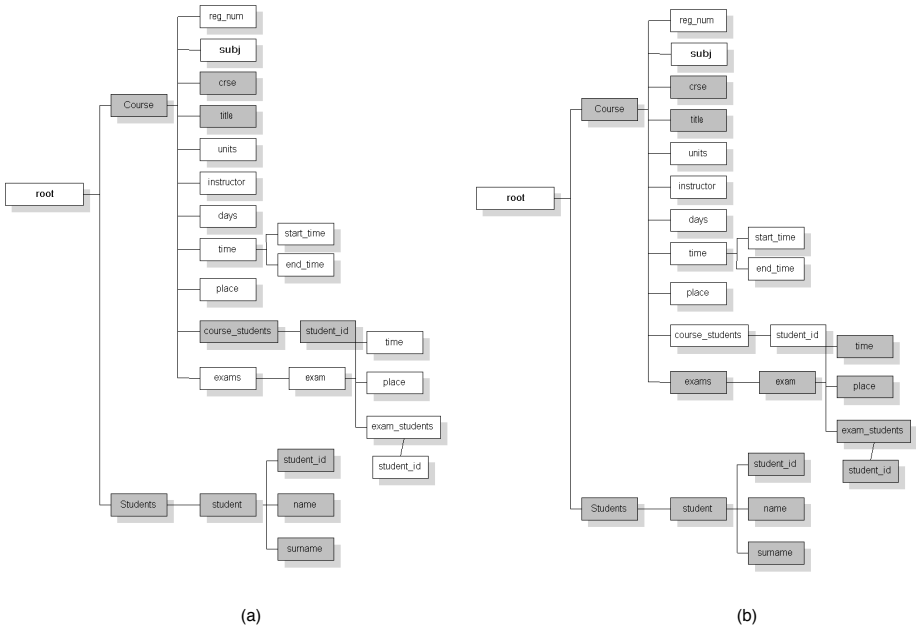 reg_num
subj
crse
Course
title
units
root
instructor
days
start_time
time
end_time
place
course_students
student_id
time
exams
exam
place
exam_students
student_id
student_id
Students
student
name
surname
(a)
reg_num
subj
crse
Course
title
units
root
instructor
days
start_time
time
end_time
place
course_students
student_id
time
exams
exam
place
exam_students
student_id
student_id
Students
student
name
surname
(b)